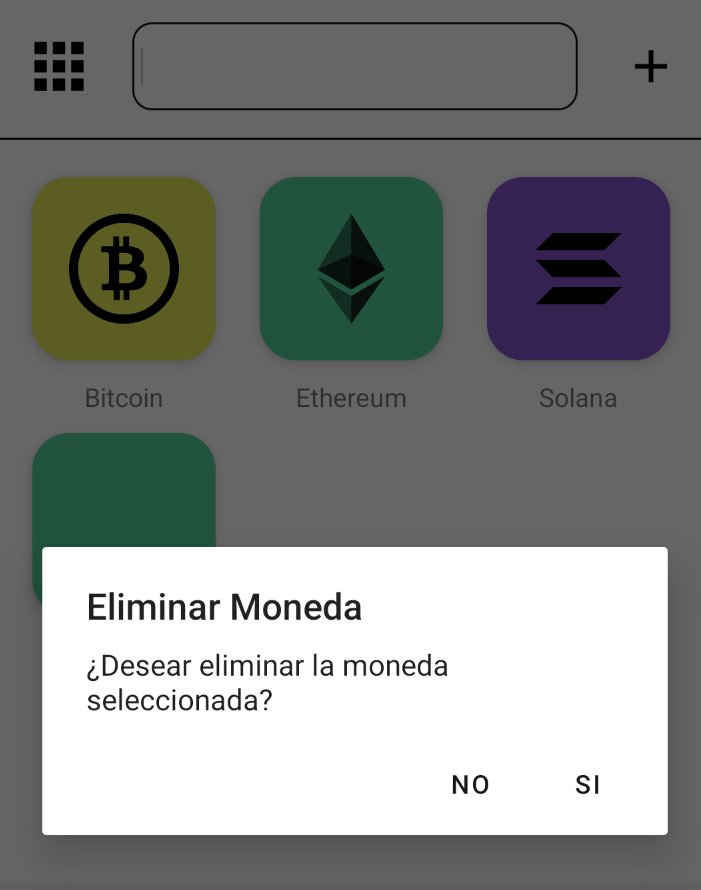 Bitcoin
Ethereum
Solana
Eliminar Moneda
¿Desear eliminar la moneda
seleccionada?
NO
SI